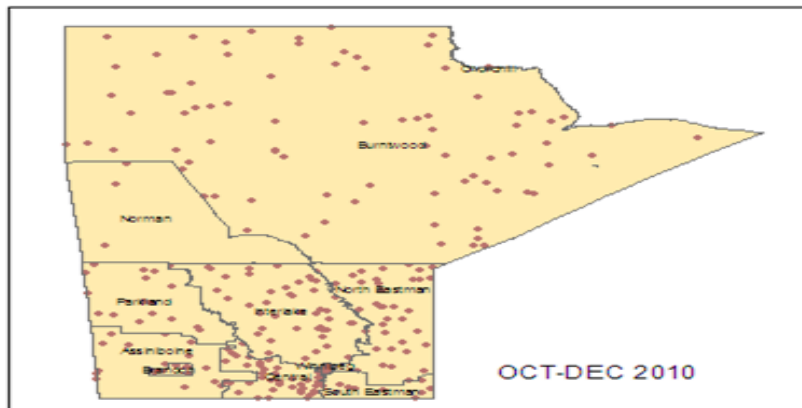 Churchill
Burntwood
Norman
North Eastman
Parkland
Interlake
Assiniboine
Brandon
Winnipeg
Central
South Eastman
OCT-DEC 2010